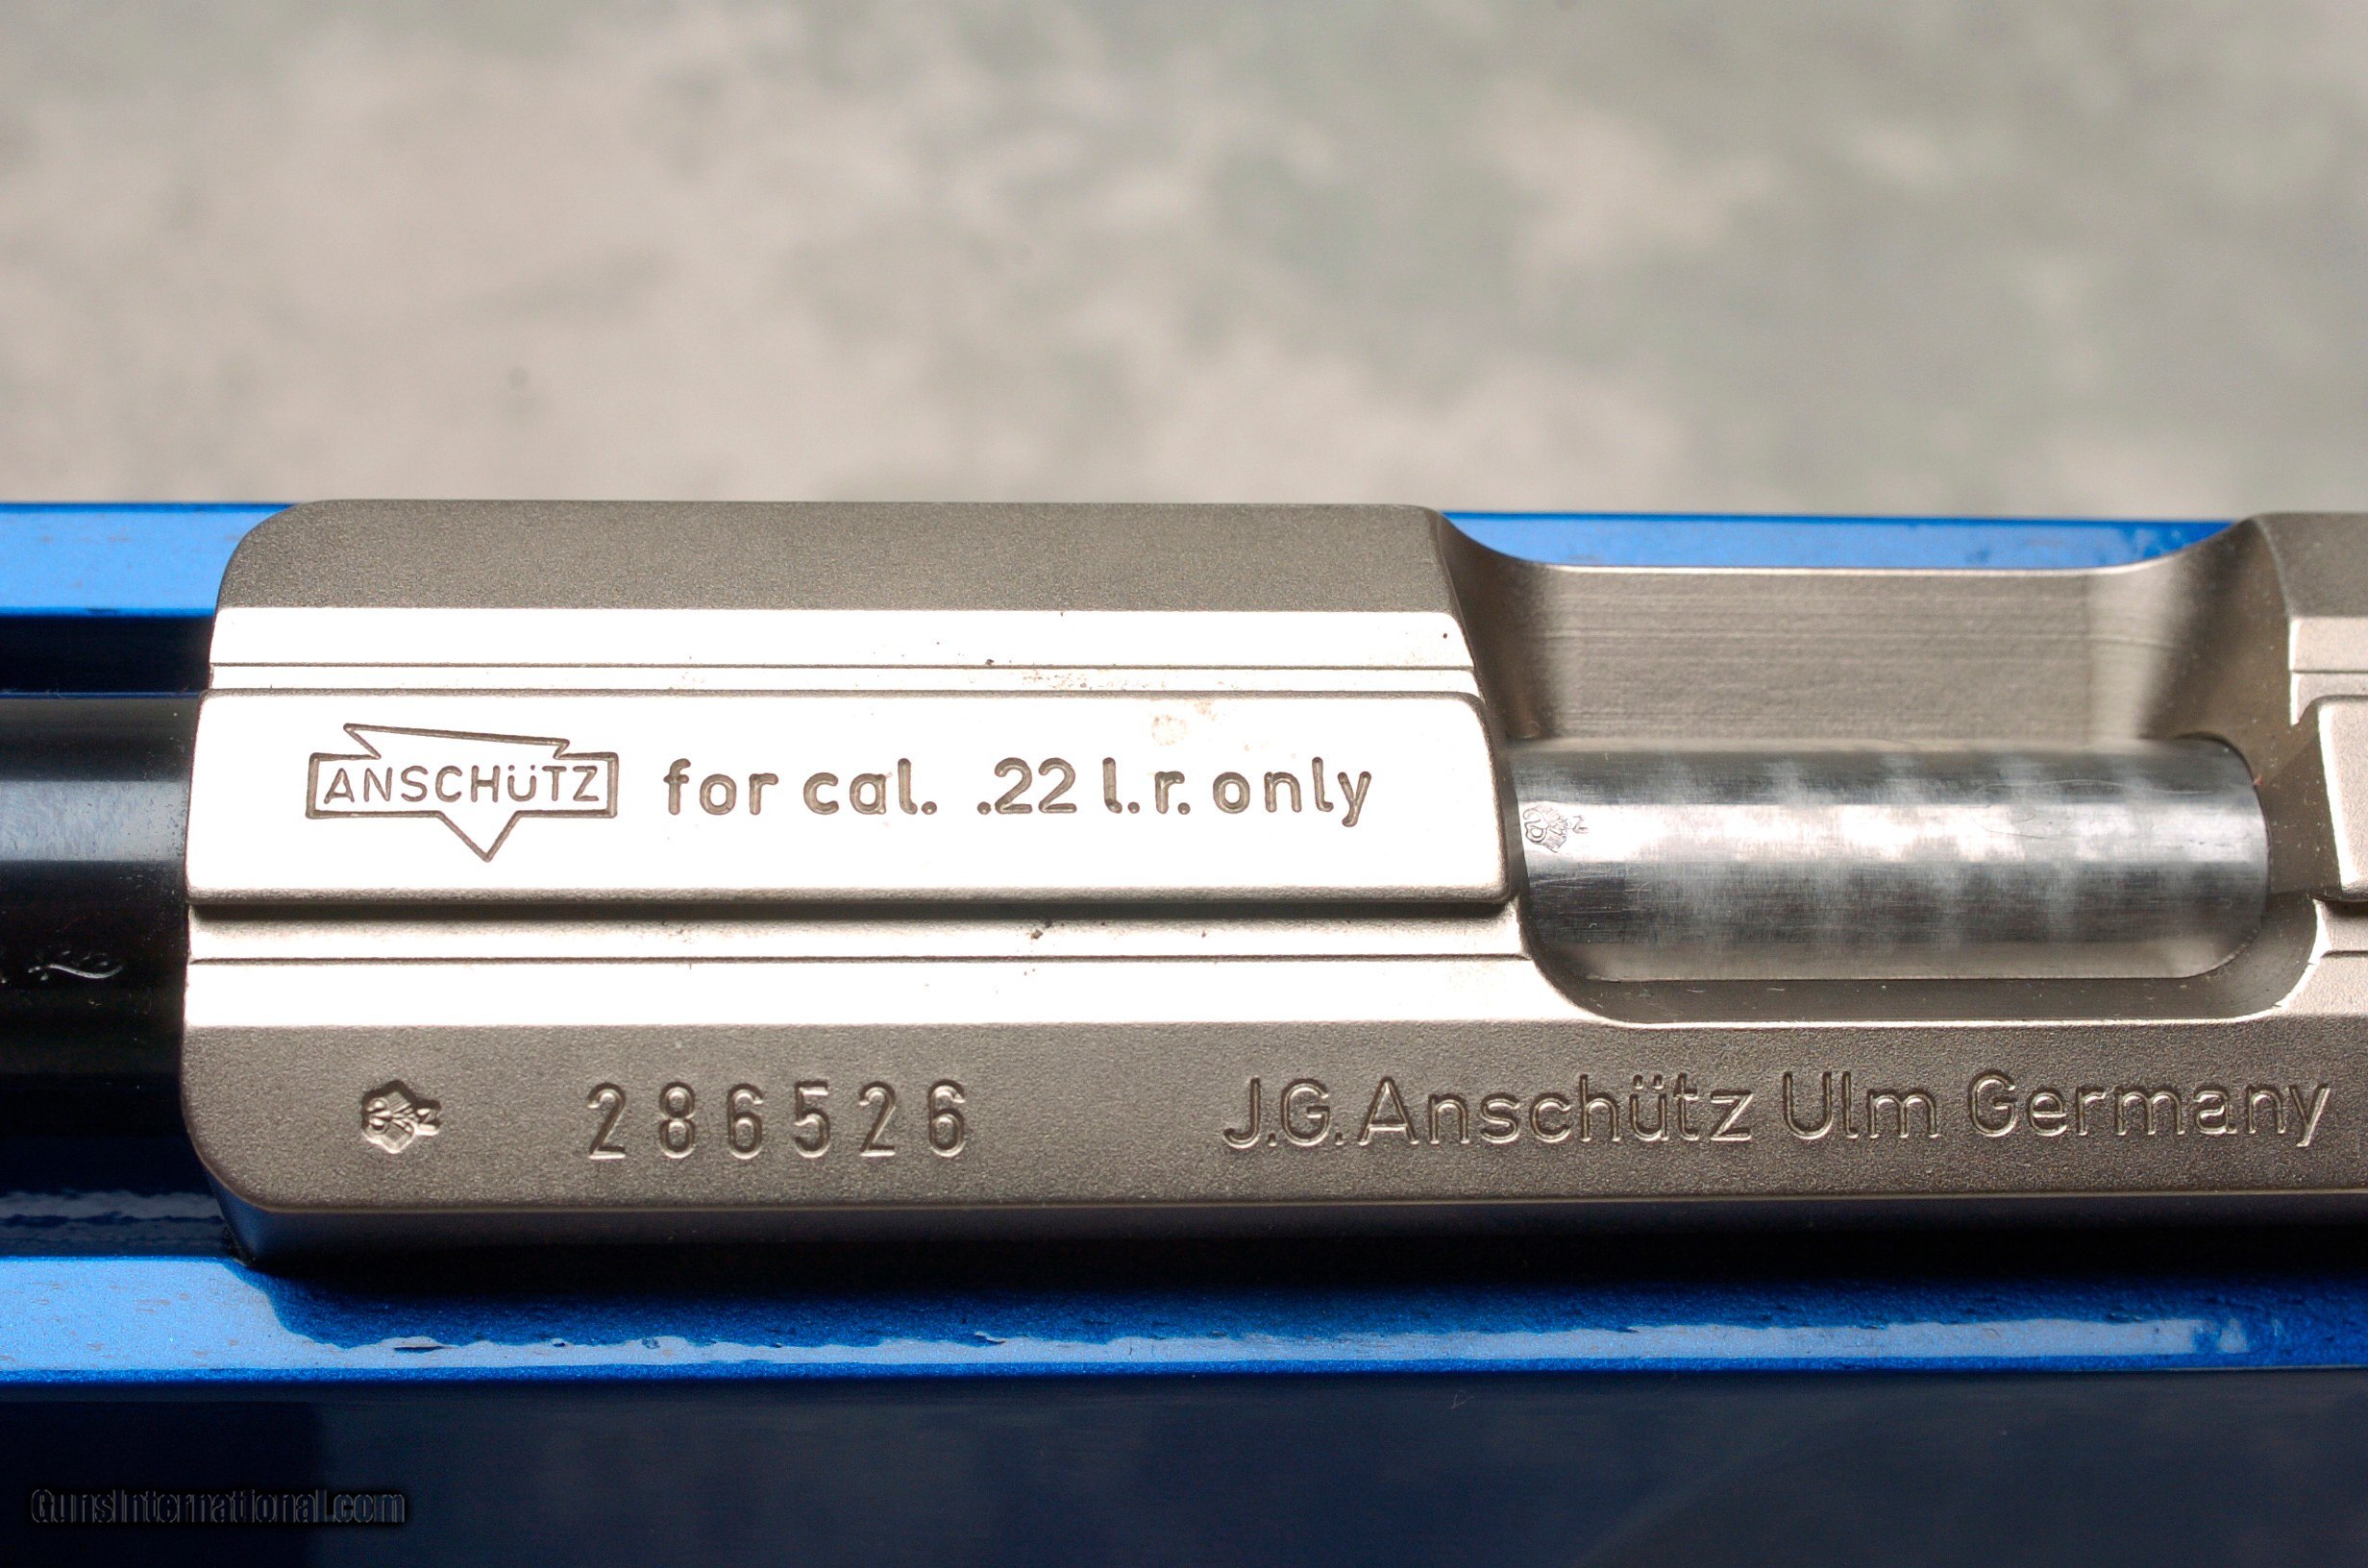 ANSCHÜTZ for cal. .22 l.r. only
286526 J.G.Anschütz Ulm Germany
GunsInternational.com